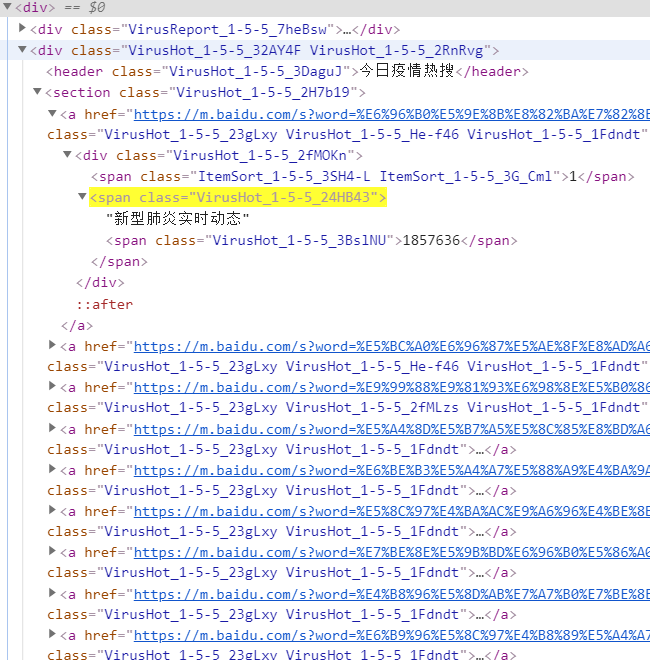 <div> == $0
<div class="VirusReport_1-5-5_7heBsw">…</div>
<div class="VirusHot_1-5-5_32AY4F VirusHot_1-5-5_2RnRvg">
<header class="VirusHot_1-5-5_3DaguJ">今日疫情热搜</header>
<section class="VirusHot_1-5-5_2H7b19">
<a href="https://m.baidu.com/s?word=%E6%96%B0%E5%9E%8B%E8%82%BA%E7%82%8E
class="VirusHot_1-5-5_23gLxy VirusHot_1-5-5_He-f46 VirusHot_1-5-5_1Fdndt"
<div class="VirusHot_1-5-5_2fMOKn">
<span class="ItemSort_1-5-5_3SH4-L ItemSort_1-5-5_3G_Cml">1</span>
<span class="VirusHot_1-5-5_24HB43">
"新型肺炎实时动态"
<span class="VirusHot_1-5-5_3BslNU">1857636</span>
</span>
</div>
::after
</a>
<a href="https://m.baidu.com/s?word=%E5%BC%A0%E6%96%87%E5%AE%8F%E8%AD%A6
class="VirusHot_1-5-5_23gLxy VirusHot_1-5-5_He-f46 VirusHot_1-5-5_1Fdndt"
<a href="https://m.baidu.com/s?word=%E9%99%88%E9%81%93%E6%98%8E%E5%B0%86
class="VirusHot_1-5-5_23gLxy VirusHot_1-5-5_2fMLzs VirusHot_1-5-5_1Fdndt"
<a href="https://m.baidu.com/s?word=%E5%A4%8D%E5%B7%A5%E5%8C%85%E8%BD%A6
class="VirusHot_1-5-5_23gLxy VirusHot_1-5-5_1Fdndt">…</a>
<a href="https://m.baidu.com/s?word=%E6%BE%B3%E5%A4%A7%E5%88%A9%E4%BA%9A
class="VirusHot_1-5-5_23gLxy VirusHot_1-5-5_1Fdndt">…</a>
<a href="https://m.baidu.com/s?word=%E5%8C%97%E4%BA%AC%E9%A6%96%E4%BE%8B
class="VirusHot_1-5-5_23gLxy VirusHot_1-5-5_1Fdndt">…</a>
<a href="https://m.baidu.com/s?word=%E7%BE%8E%E5%9B%BD%E6%96%B0%E5%86%A0
class="VirusHot_1-5-5_23gLxy VirusHot_1-5-5_1Fdndt">…</a>
<a href="https://m.baidu.com/s?word=%E4%B8%96%E5%8D%AB%E7%A7%B0%E7%BE%8E
class="VirusHot_1-5-5_23gLxy VirusHot_1-5-5_1Fdndt">…</a>
<a href="https://m.baidu.com/s?word=%E6%B9%96%E5%8C%97%E4%B8%89%E5%A4%A7
class="VirusHot_1-5-5_23gLxy VirusHot_1-5-5_1Fdndt">…</a>